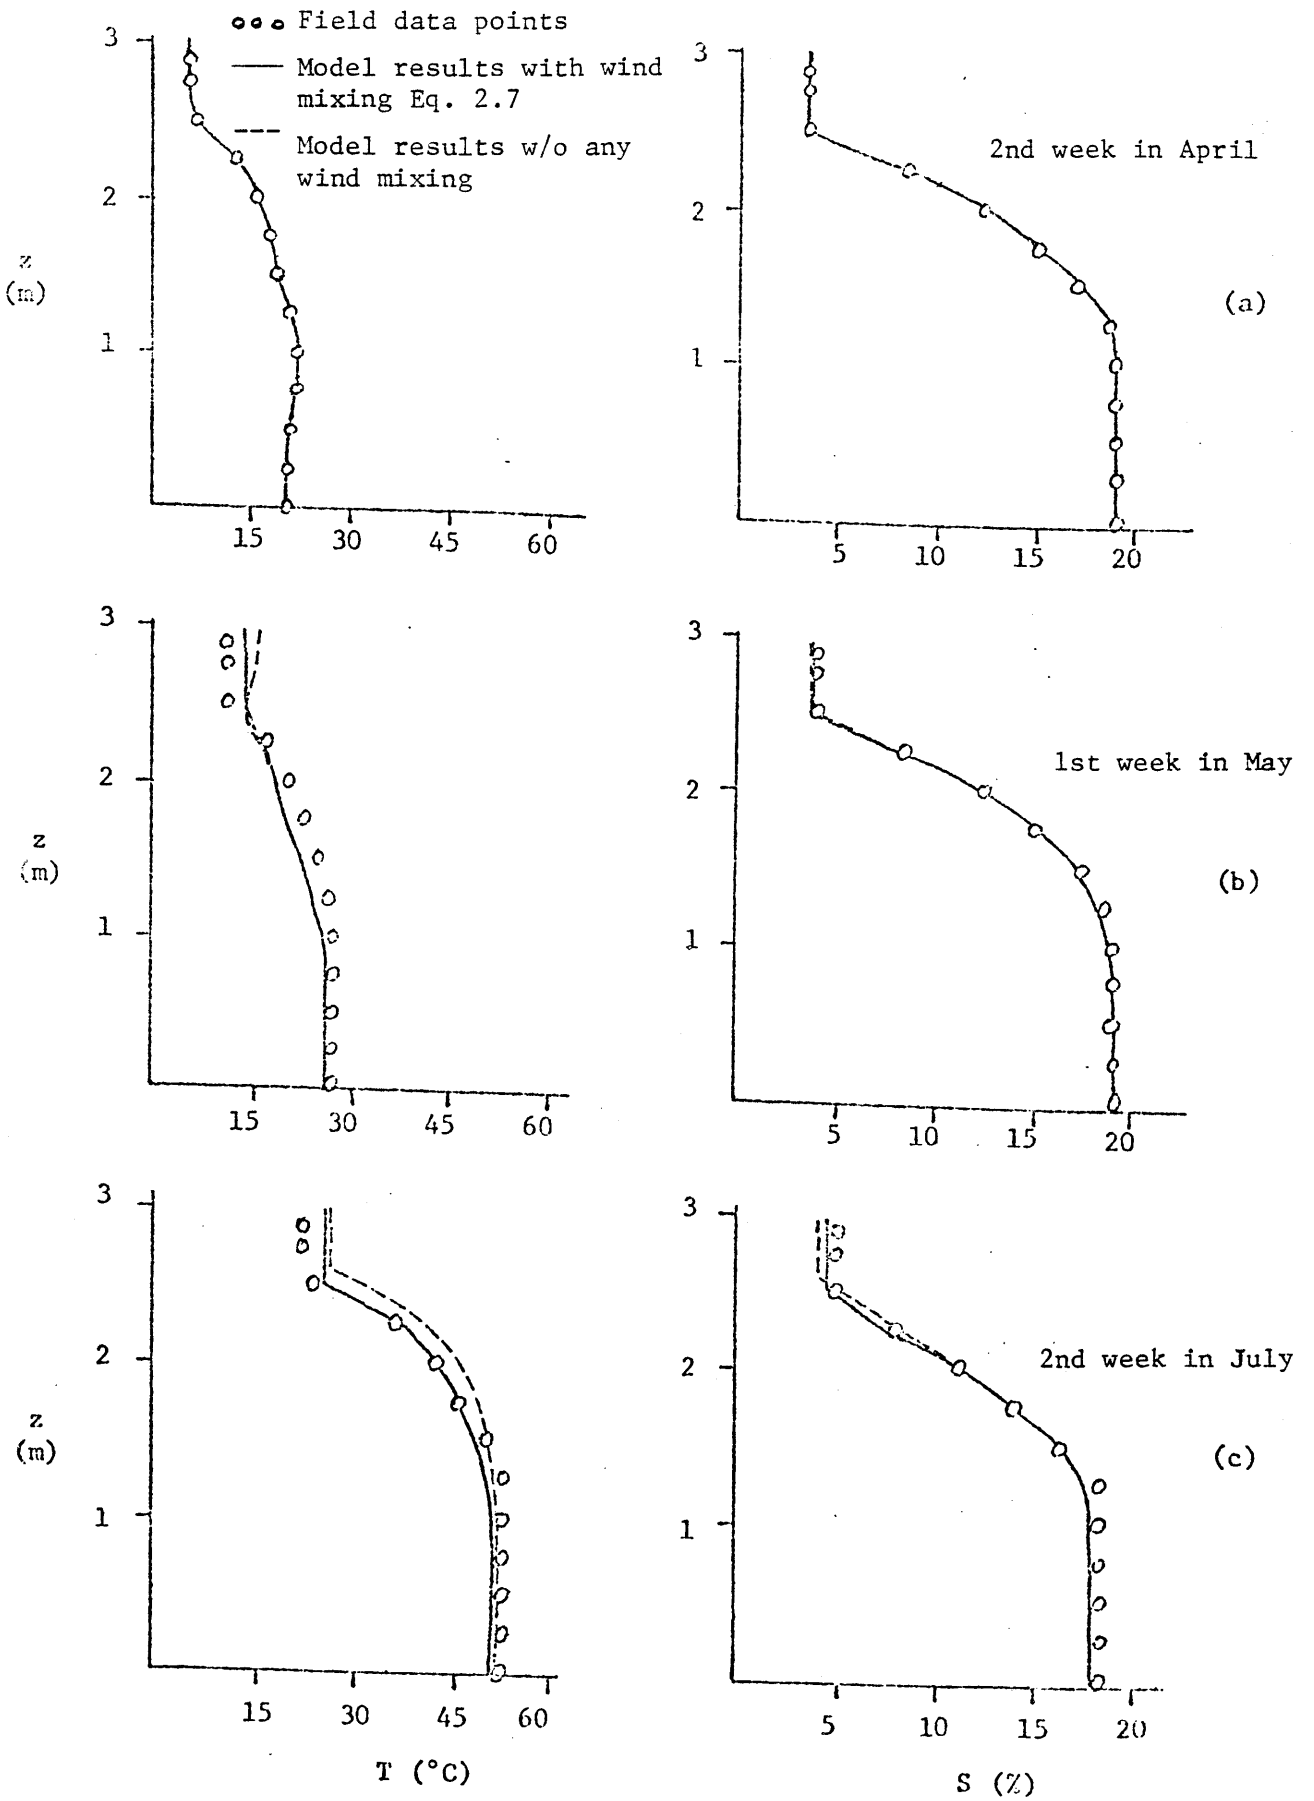 Field data points
Model results with wind
mixing Eq. 2.7
Model results w/o any
wind mixing
3
2
1
z
(m)
15 30 45 60
3
2
1
5 10 15 20
2nd week in April
(a)
3
2
1
z
(m)
15 30 45 60
3
2
1
5 10 15 20
1st week in May
(b)
3
2
1
z
(m)
15 30 45 60
T (°C)
3
2
1
5 10 15 20
S (%)
2nd week in July
(c)